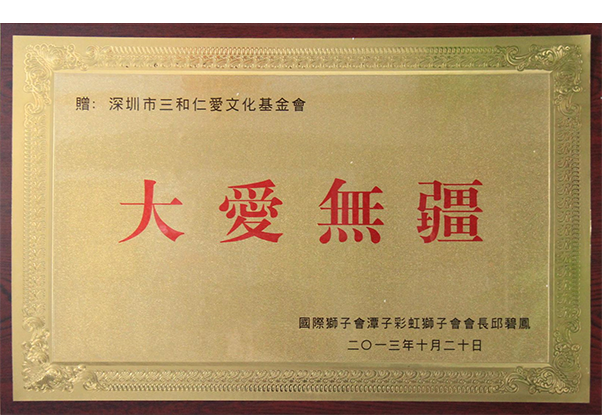 贈：深圳市三和仁愛文化基金會
大愛無疆
國際獅子會潭子彩虹獅子會會長邱碧鳳
二〇一三年十月二十日